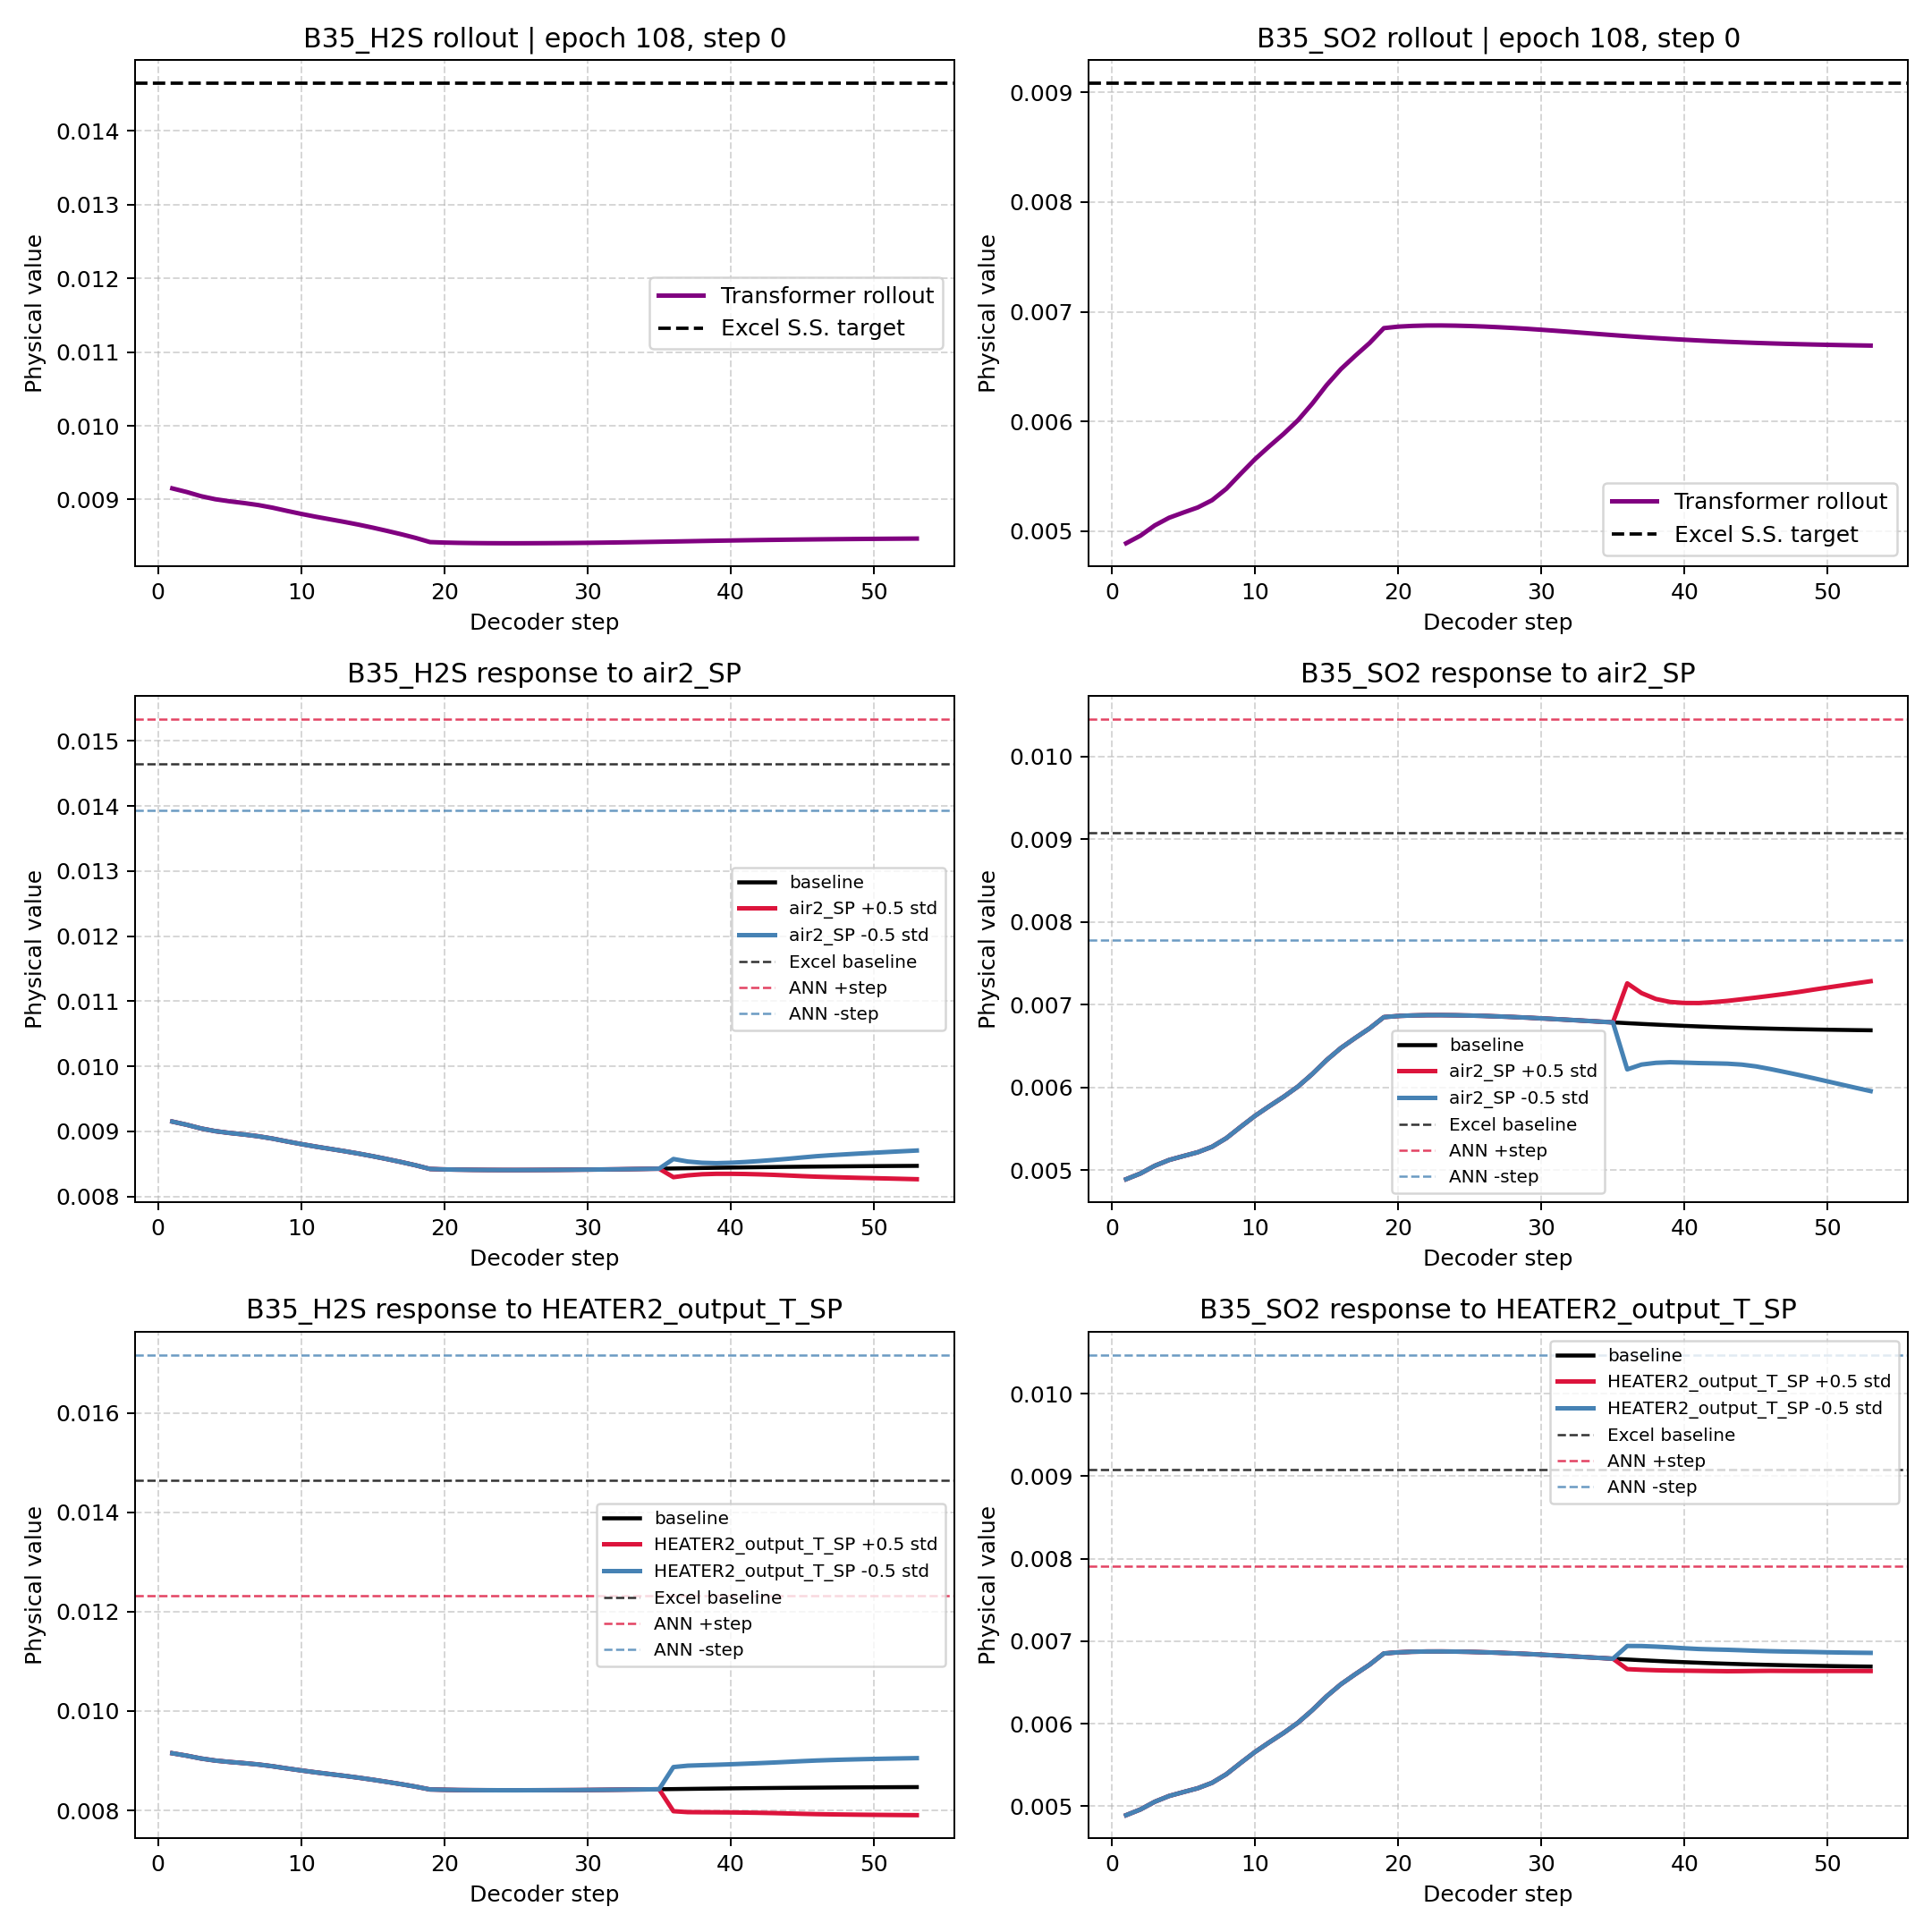 B35_H2S rollout | epoch 108, step 0
Physical value
0.014
0.013
0.012
0.011
0.010
0.009
Transformer rollout
Excel S.S. target
0 10 20 30 40 50
Decoder step
B35_SO2 rollout | epoch 108, step 0
Physical value
0.009
0.008
0.007
0.006
0.005
Transformer rollout
Excel S.S. target
0 10 20 30 40 50
Decoder step
B35_H2S response to air2_SP
Physical value
0.015
0.014
0.013
0.012
0.011
0.010
0.009
0.008
baseline
air2_SP +0.5 std
air2_SP -0.5 std
Excel baseline
ANN +step
ANN -step
0 10 20 30 40 50
Decoder step
B35_SO2 response to air2_SP
Physical value
0.010
0.009
0.008
0.007
0.006
0.005
baseline
air2_SP +0.5 std
air2_SP -0.5 std
Excel baseline
ANN +step
ANN -step
0 10 20 30 40 50
Decoder step
B35_H2S response to HEATER2_output_T_SP
Physical value
0.016
0.014
0.012
0.010
0.008
baseline
HEATER2_output_T_SP +0.5 std
HEATER2_output_T_SP -0.5 std
Excel baseline
ANN +step
ANN -step
0 10 20 30 40 50
Decoder step
B35_SO2 response to HEATER2_output_T_SP
Physical value
0.010
0.009
0.008
0.007
0.006
0.005
baseline
HEATER2_output_T_SP +0.5 std
HEATER2_output_T_SP -0.5 std
Excel baseline
ANN +step
ANN -step
0 10 20 30 40 50
Decoder step